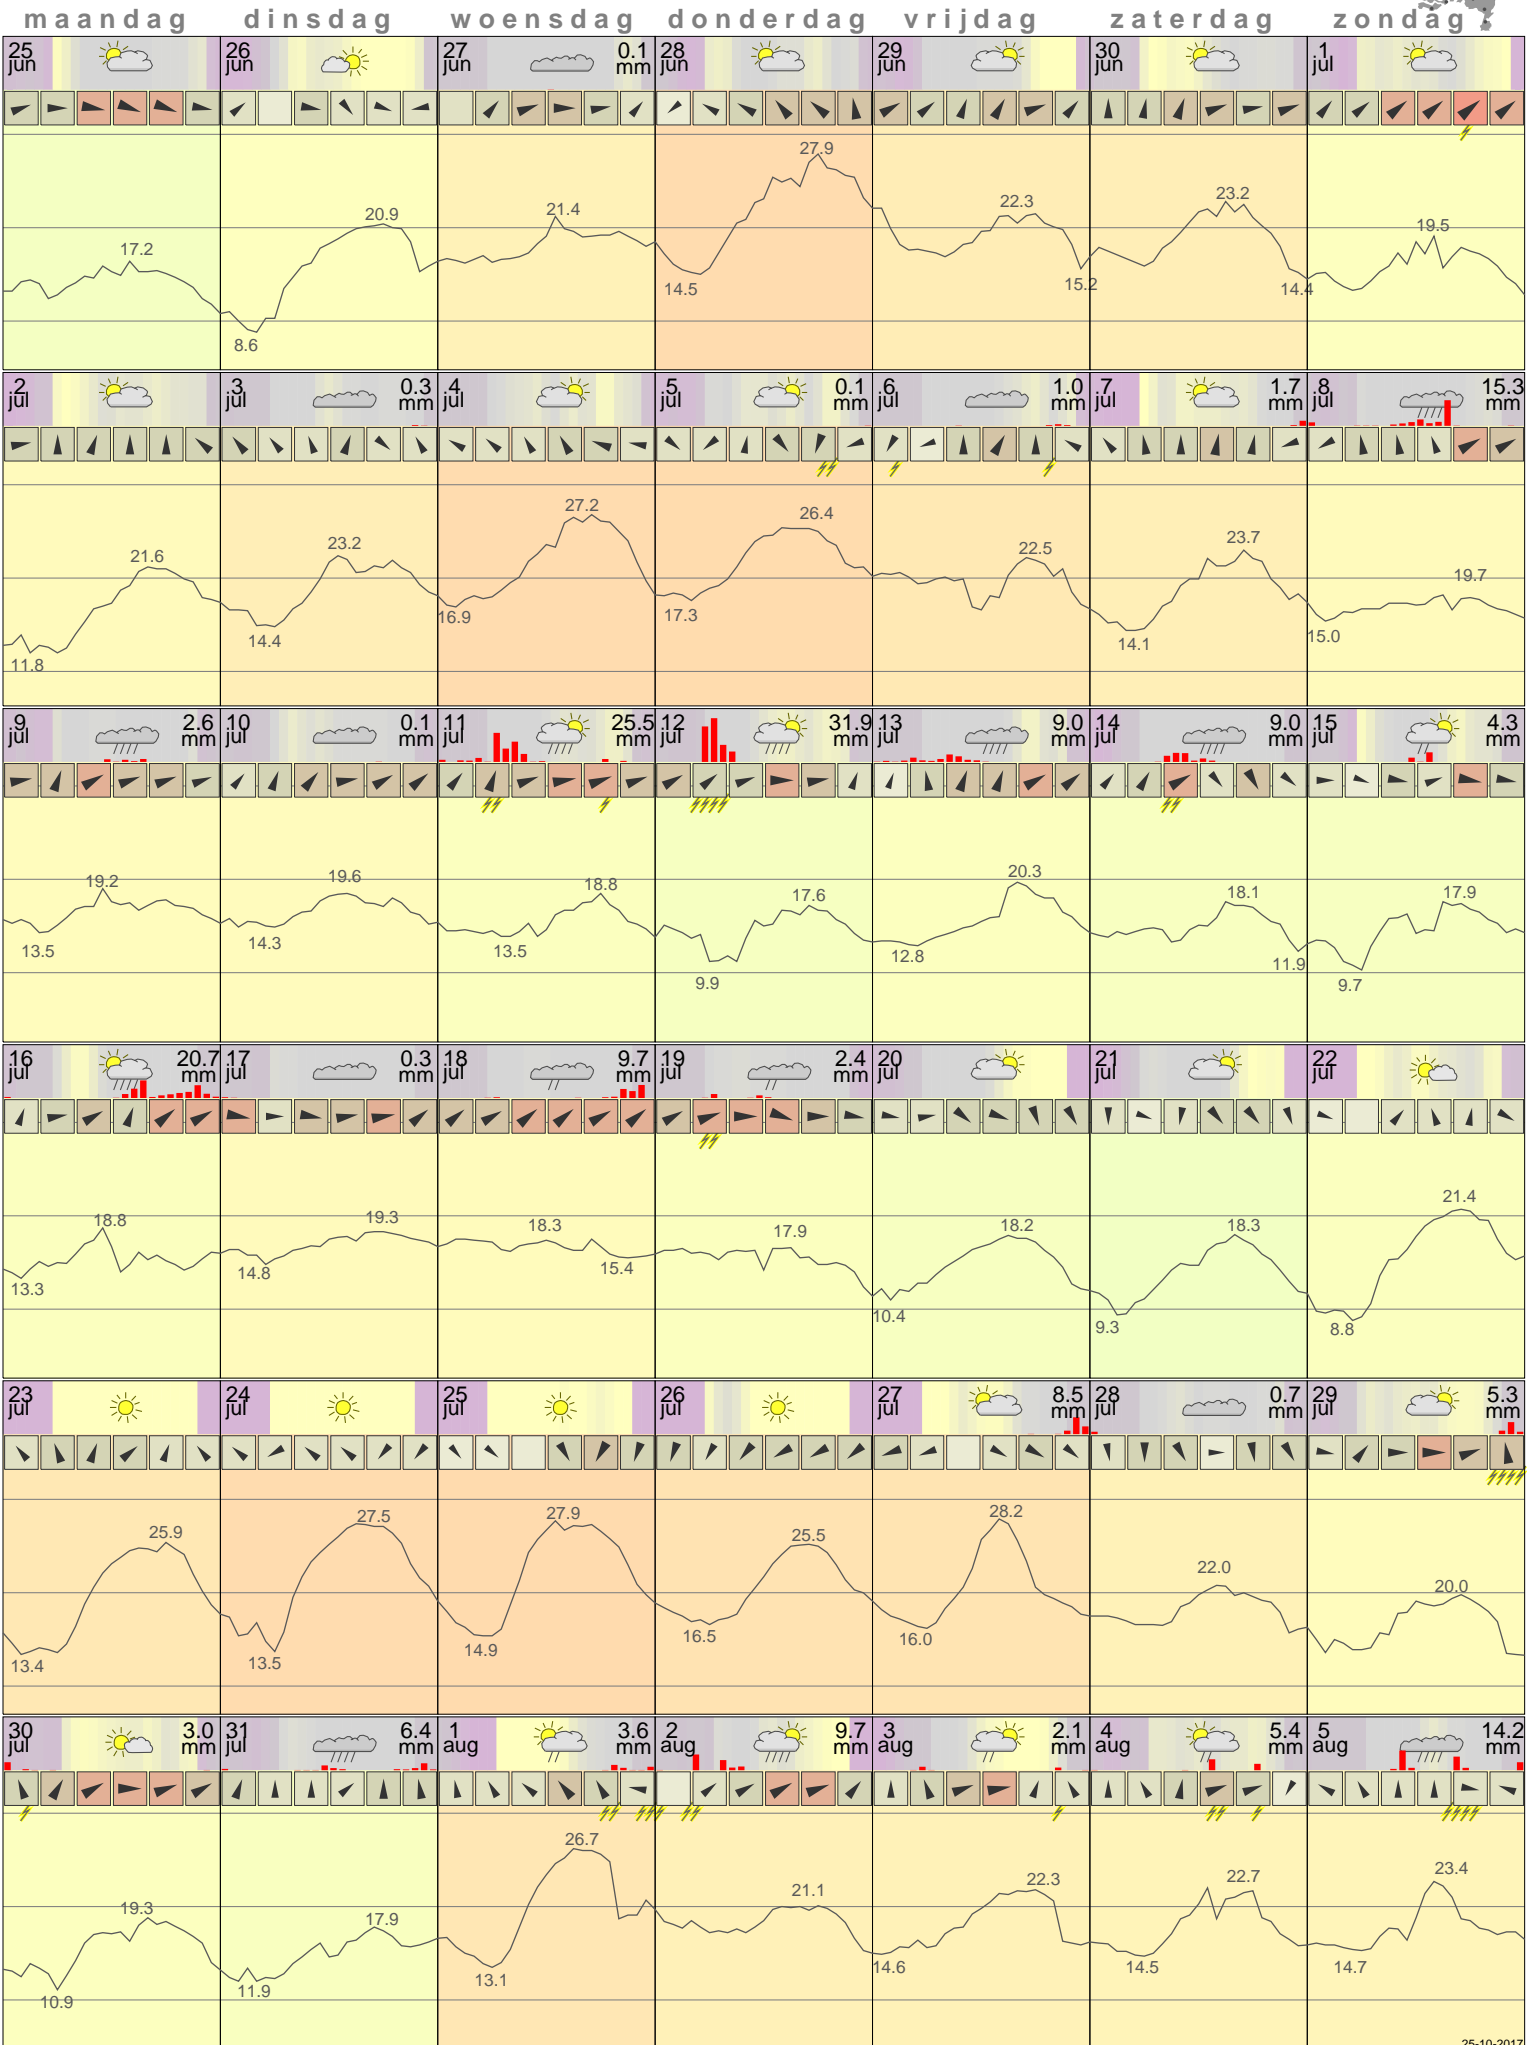 maandag dinsdag woensdag donderdag vrijdag zaterdag zondag
25 26 27 0.1 28 29 30 1
jun jun jun mm jun jun jun jul
17.2 20.9 21.4 27.9 22.3 23.2 19.5
8.6 14.5 15.2 14.4
2 3 0.3 4 5 0.1 6 1.0 7 1.7 8 15.3
jul jul mm jul jul mm jul mm jul mm jul mm
21.6 23.2 27.2 26.4 22.5 23.7 19.7
11.8 14.4 16.9 17.3 14.1 15.0
9 2.6 10 0.1 11 25.5 12 31.9 13 9.0 14 9.0 15 4.3
jul mm jul mm jul mm jul mm jul mm jul mm jul mm
19.2 19.6 18.8 17.6 20.3 18.1 17.9
13.5 14.3 13.5 9.9 12.8 11.9 9.7
16 20.7 17 0.3 18 9.7 19 2.4 20 21 22
jul mm jul mm jul mm jul mm jul jul jul
18.8 19.3 18.3 17.9 18.2 18.3 21.4
13.3 14.8 15.4 10.4 9.3 8.8
23 24 25 26 27 8.5 28 0.7 29 5.3
jul jul jul jul jul mm jul mm jul mm
25.9 27.5 27.9 25.5 28.2 22.0 20.0
13.4 13.5 14.9 16.5 16.0
30 3.0 31 6.4 1 3.6 2 9.7 3 2.1 4 5.4 5 14.2
jul mm jul mm aug mm aug mm aug mm aug mm aug mm
19.3 17.9 26.7 21.1 22.3 22.7 23.4
10.9 11.9 13.1 14.6 14.5 14.7
25-10-2017